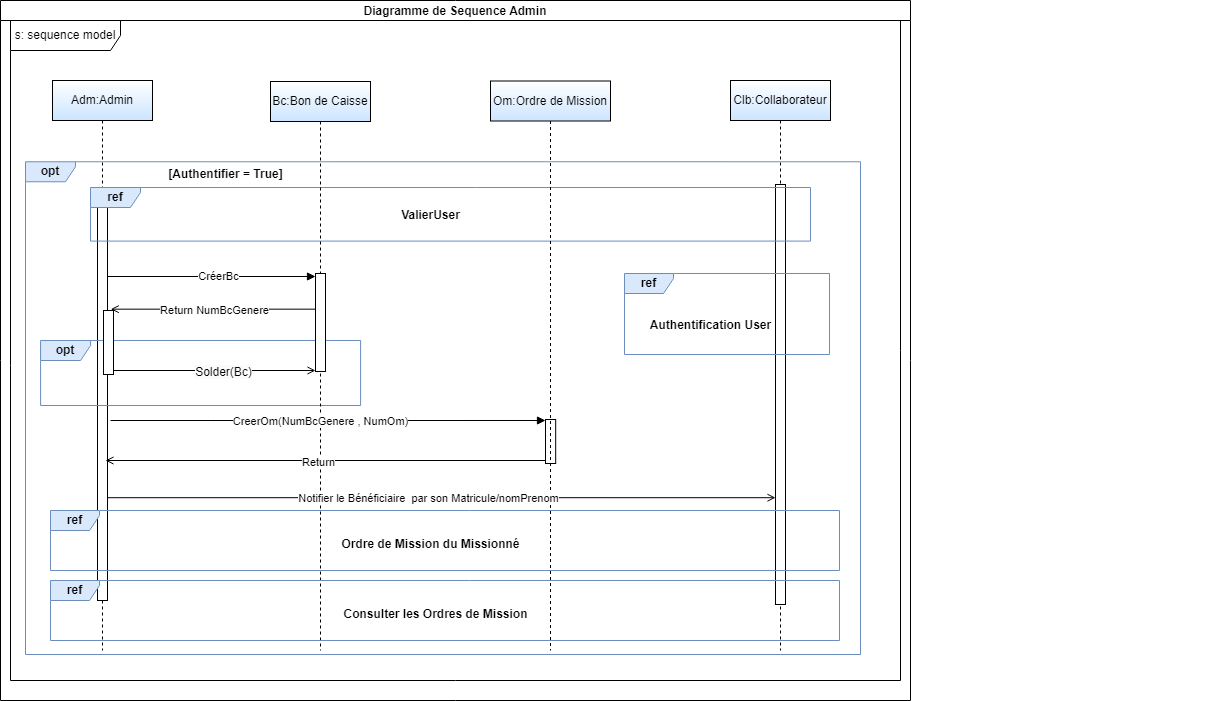 Diagramme de Sequence Admin
s: sequence model
Adm:Admin
Bc:Bon de Caisse
Om:Ordre de Mission
Clb:Collaborateur
opt
[Authentifier = True]
ref
ValierUser
CréerBc
ref
Return NumBcGenere
Authentification User
opt
Solder(Bc)
CreerOm(NumBcGenere , NumOm)
Return
Notifier le Bénéficiaire par son Matricule/nomPrenom
ref
Ordre de Mission du Missionné
ref
Consulter les Ordres de Mission